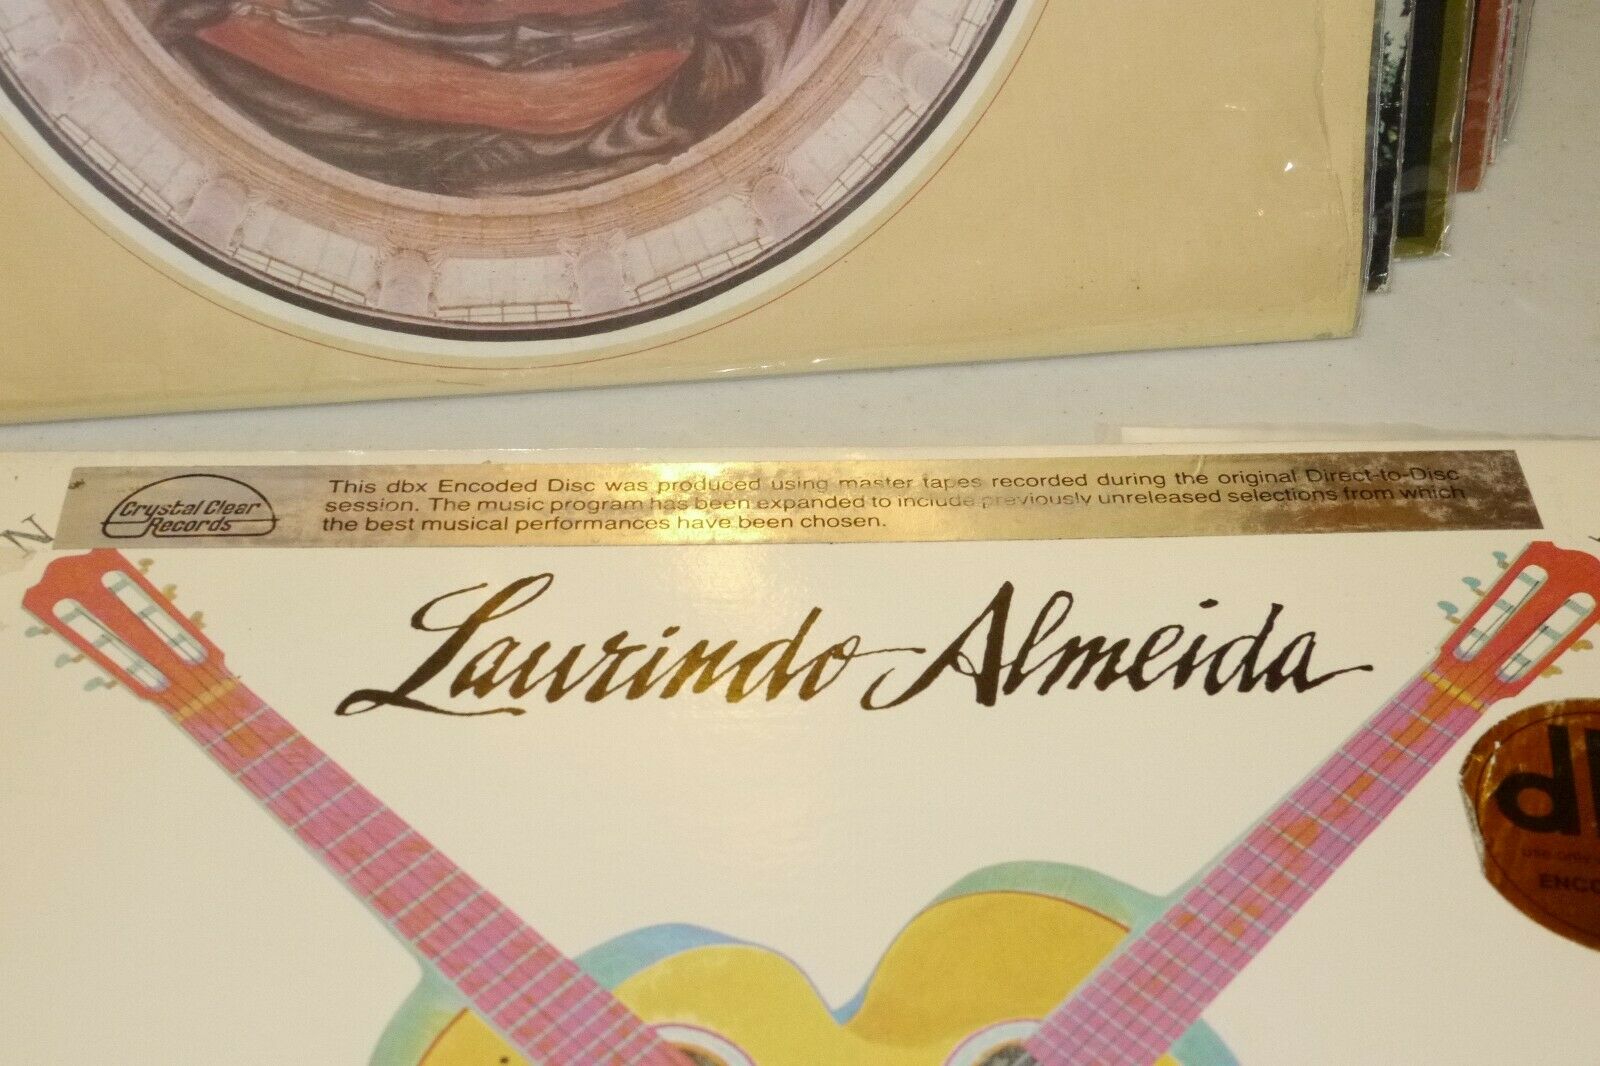 Crystal Clear
Records
This dbx Encoded Disc was produced using master tapes recorded during the original Direct-to-Disc
session. The music program has been expanded to include previously unreleased selections from which
the best musical performances have been chosen.
N
Laurindo Almeida